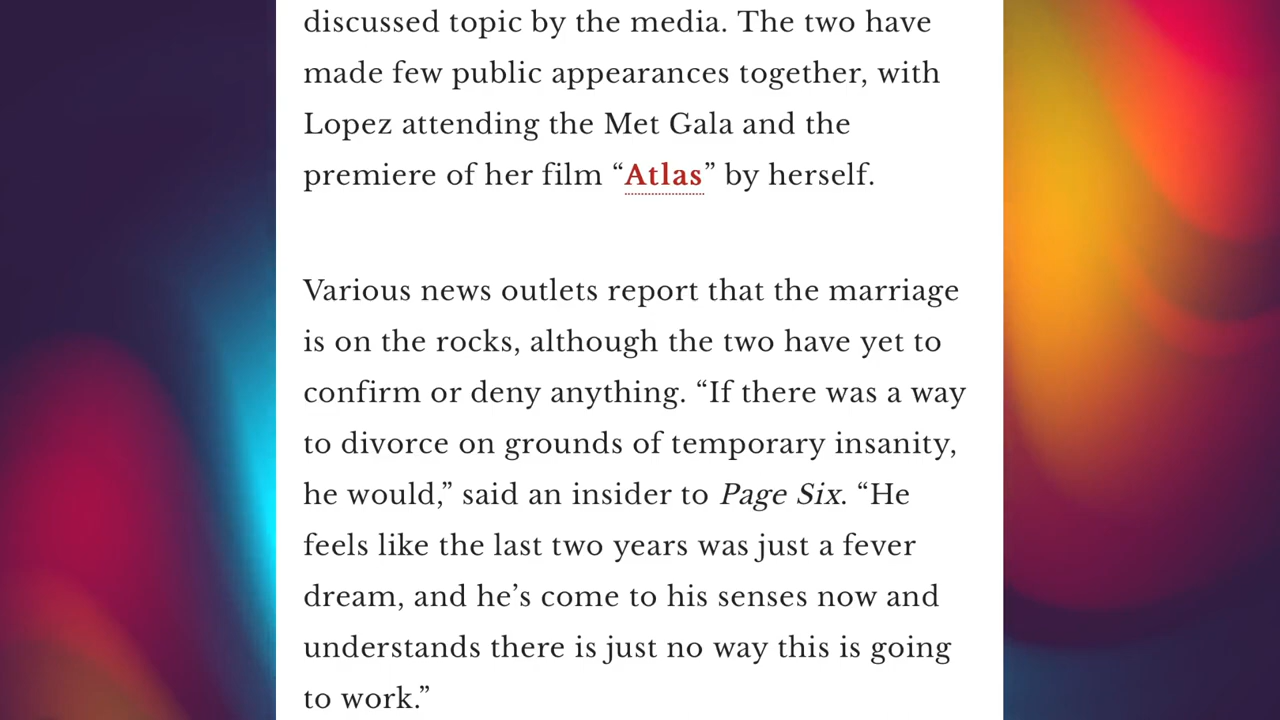 discussed topic by the media. The two have
made few public appearances together, with
Lopez attending the Met Gala and the
premiere of her film “Atlas” by herself.
Various news outlets report that the marriage
is on the rocks, although the two have yet to
confirm or deny anything. “If there was a way
to divorce on grounds of temporary insanity,
he would,” said an insider to Page Six. “He
feels like the last two years was just a fever
dream, and he’s come to his senses now and
understands there is just no way this is going
to work.”